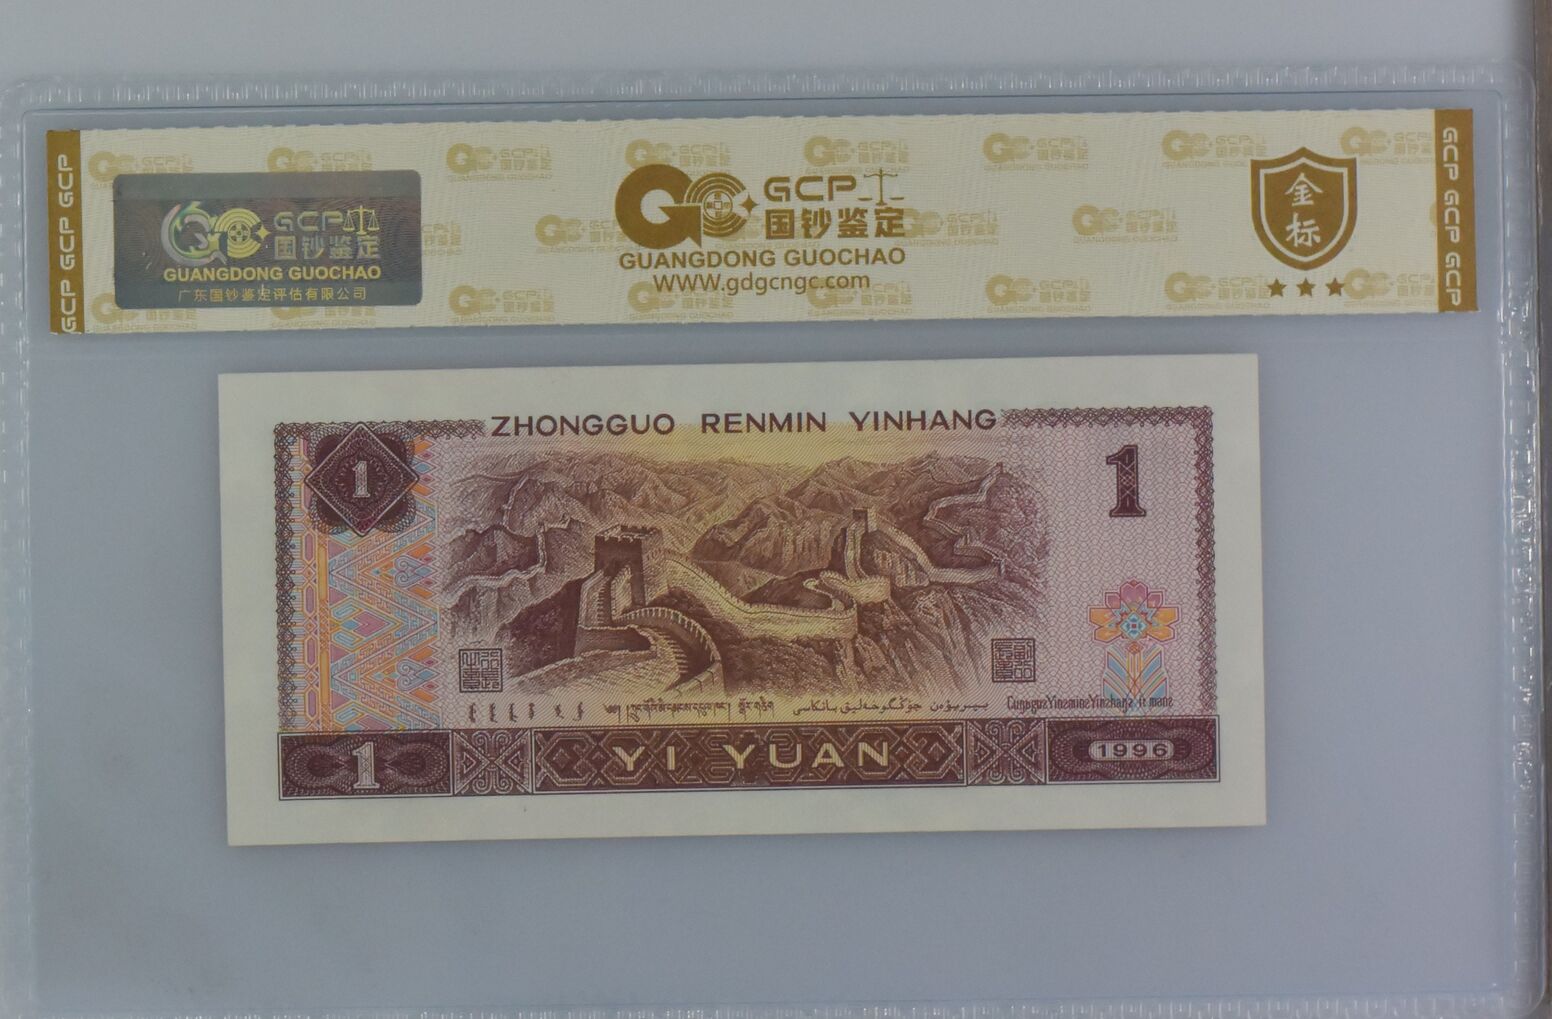 GCP GCP GCP
GCP
国钞鉴定
GUANGDONG GUOCHAO
广东国钞鉴定评估有限公司
GCP
国钞鉴定
GUANGDONG GUOCHAO
WWW.gdgcngc.com
金
标
GCP GCP GCP
ZHONGGUO RENMIN YINHANG
1
1
1
YI YUAN
1996